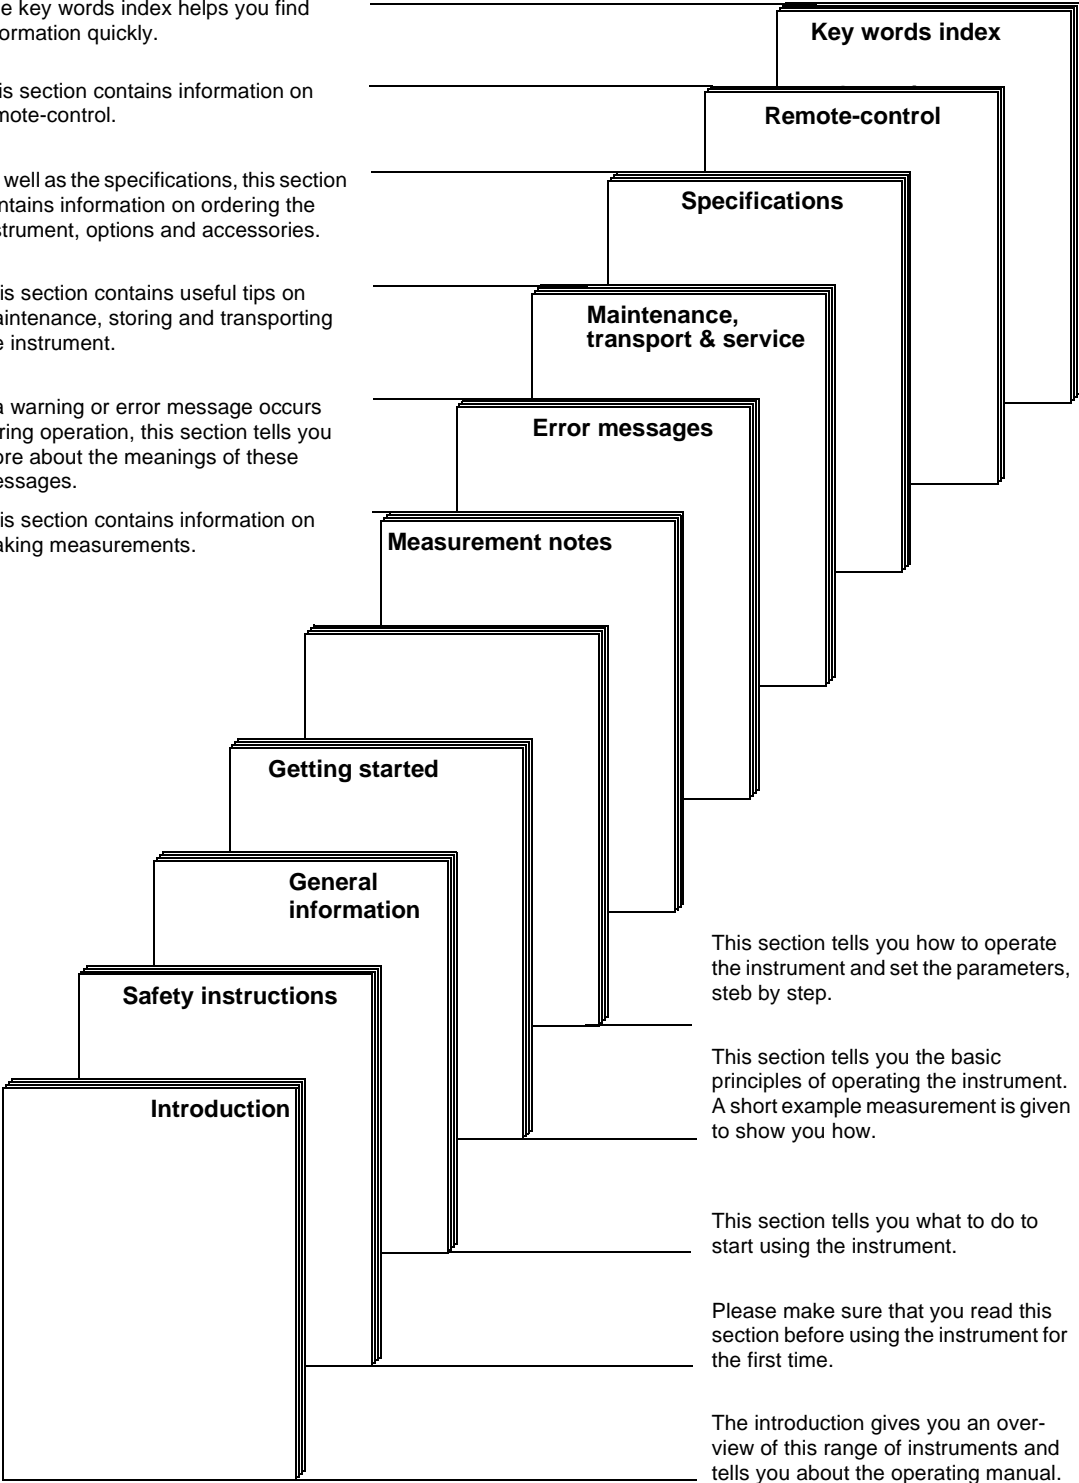 e key words index helps you find
ormation quickly.
is section contains information on
mote-control.
well as the specifications, this section
ntains information on ordering the
strument, options and accessories.
is section contains useful tips on
aintenance, storing and transporting
e instrument.
a warning or error message occurs
ring operation, this section tells you
ore about the meanings of these
essages.
is section contains information on
aking measurements.
Key words index
Remote-control
Specifications
Maintenance,
transport & service
Error messages
Measurement notes
Getting started
General
information
Safety instructions
Introduction
This section tells you how to operate
the instrument and set the parameters,
steb by step.
This section tells you the basic
principles of operating the instrument.
A short example measurement is given
to show you how.
This section tells you what to do to
start using the instrument.
Please make sure that you read this
section before using the instrument for
the first time.
The introduction gives you an over-
view of this range of instruments and
tells you about the operating manual.